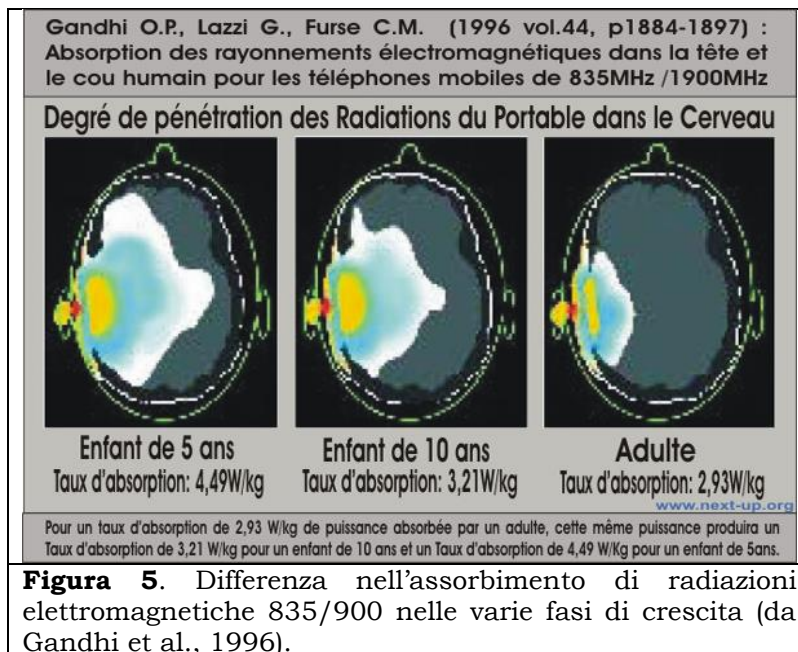 Gandhi O.P., Lazzi G., Furse C.M. (1996 vol.44, p1884-1897) :
Absorption des rayonnements électromagnétiques dans la tête et
le cou humain pour les téléphones mobiles de 835MHz /1900MHz
Degré de pénétration des Radiations du Portable dans le Cerveau
Enfant de 5 ans
Taux d'absorption: 4,49W/kg
Enfant de 10 ans
Taux d'absorption: 3,21W/kg
Adulte
Taux d'absorption: 2,93W/kg
www.next-up.org
Pour un taux d'absorption de 2,93 W/kg de puissance absorbée par un adulte, cette même puissance produira un
Taux d'absorption de 3,21 W/kg pour un enfant de 10 ans et un Taux d'absorption de 4,49 W/Kg pour un enfant de 5ans.
Figura 5. Differenza nell'assorbimento di radiazioni
elettromagnetiche 835/900 nelle varie fasi di crescita (da
Gandhi et al., 1996).